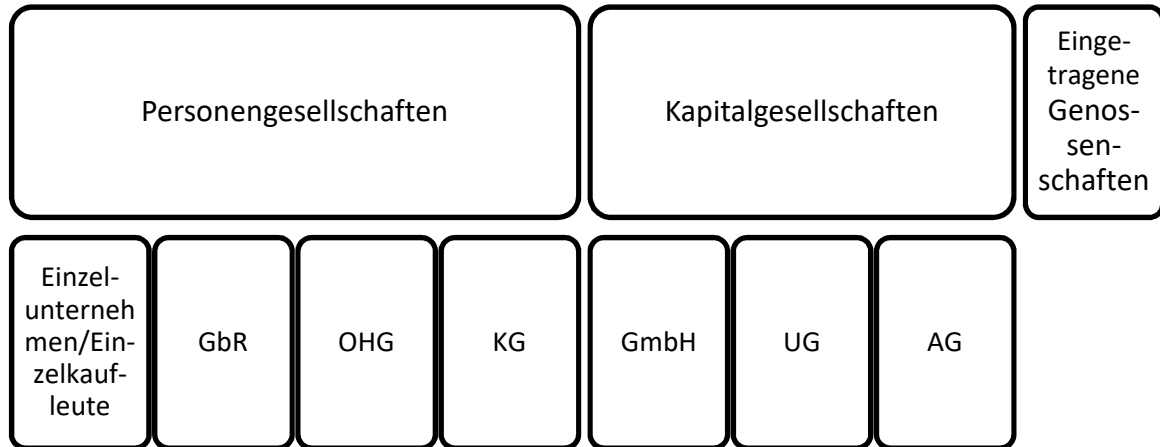 Personengesellschaften
Kapitalgesellschaften
Einge-
tragene
Genos-
sen-
schaften
Einzel-
unterneh
men/Ein-
zelkauf-
leute
GbR
OHG
KG
GmbH
UG
AG